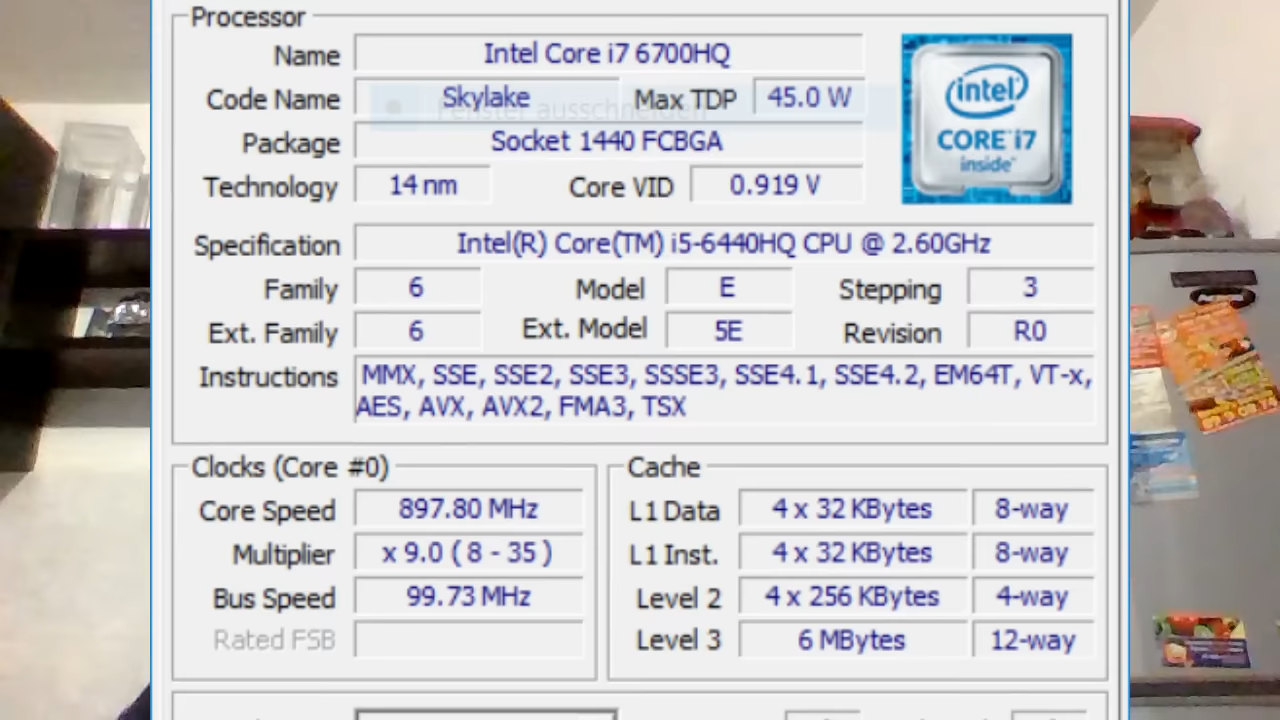 Processor
Name Intel Core i7 6700HQ
Code Name Skylake Max TDP 45.0 W
Fenster ausschneiden
Package Socket 1440 FCBGA
Technology 14 nm Core VID 0.919 V
intel
CORE i7
inside
Specification Intel(R) Core(TM) i5-6440HQ CPU @ 2.60GHz
Family 6 Model E Stepping 3
Ext. Family 6 Ext. Model 5E Revision R0
Instructions MMX, SSE, SSE2, SSE3, SSSE3, SSE4.1, SSE4.2, EM64T, VT-x,
AES, AVX, AVX2, FMA3, TSX
Clocks (Core #0)
Core Speed 897.80 MHz
Multiplier x 9.0 ( 8 - 35 )
Bus Speed 99.73 MHz
Rated FSB
Cache
L1 Data 4 x 32 KBytes 8-way
L1 Inst. 4 x 32 KBytes 8-way
Level 2 4 x 256 KBytes 4-way
Level 3 6 MBytes 12-way